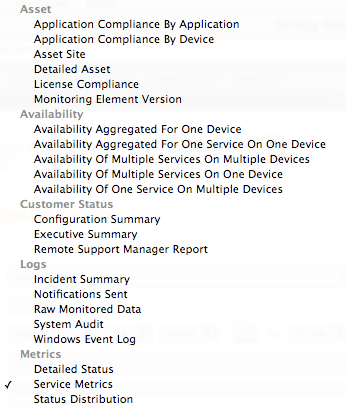 Asset
Application Compliance By Application
Application Compliance By Device
Asset Site
Detailed Asset
License Compliance
Monitoring Element Version
Availability
Availability Aggregated For One Device
Availability Aggregated For One Service On One Device
Availability Of Multiple Services On Multiple Devices
Availability Of Multiple Services On One Device
Availability Of One Service On Multiple Devices
Customer Status
Configuration Summary
Executive Summary
Remote Support Manager Report
Logs
Incident Summary
Notifications Sent
Raw Monitored Data
System Audit
Windows Event Log
Metrics
Detailed Status
✓ Service Metrics
Status Distribution